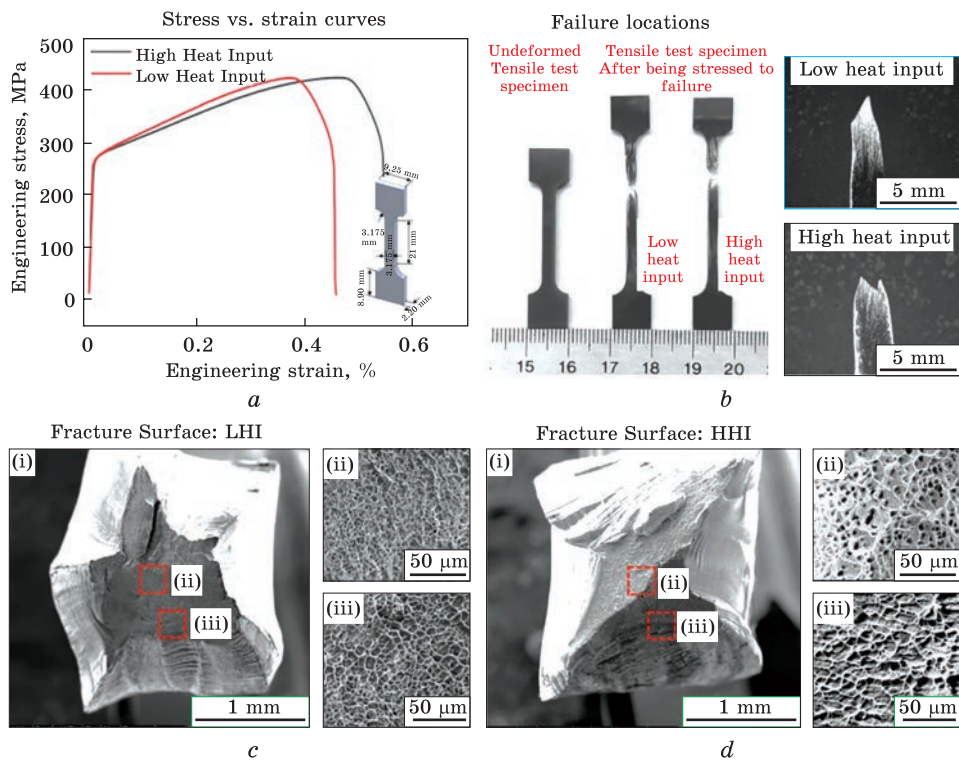 Stress vs. strain curves
500
400
300
200
100
0
Engineering stress, MPa
High Heat Input
Low Heat Input
9.25 mm
3.175
mm
3.175 mm
21 mm
8.90 mm
2.20 mm
0
0.2
0.4
0.6
Engineering strain, %
a
Failure locations
Undeformed
Tensile test
specimen
Tensile test specimen
After being stressed to
failure
Low
heat
input
High
heat
input
15 16 17 18 19 20
Low heat input
5 mm
High heat input
5 mm
b
Fracture Surface: LHI
(i)
(ii)
(iii)
1 mm
(ii)
50 μm
(iii)
50 μm
c
Fracture Surface: HHI
(i)
(ii)
(iii)
1 mm
(ii)
50 μm
(iii)
50 μm
d